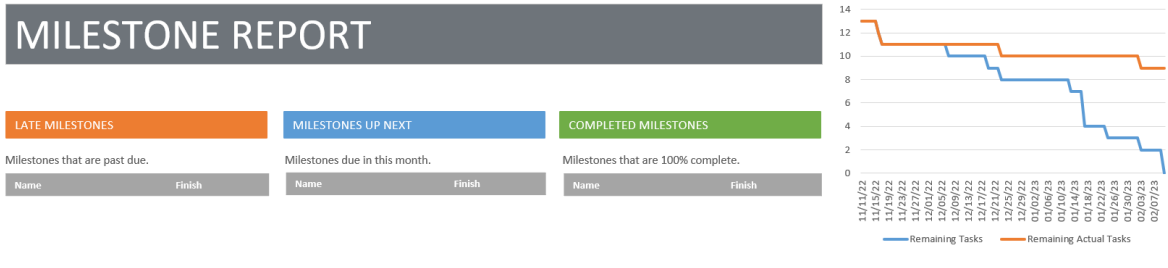 MILESTONE REPORT
LATE MILESTONES
Milestones that are past due.
Name Finish
MILESTONES UP NEXT
Milestones due in this month.
Name Finish
COMPLETED MILESTONES
Milestones that are 100% complete.
Name Finish
14
12
10
8
6
4
2
0
11/11/22
11/15/22
11/19/22
11/23/22
11/27/22
12/01/22
12/05/22
12/09/22
12/13/22
12/17/22
12/21/22
12/25/22
12/29/22
01/02/23
01/06/23
01/10/23
01/14/23
01/18/23
01/22/23
01/26/23
01/30/23
02/03/23
02/07/23
Remaining Tasks
Remaining Actual Tasks